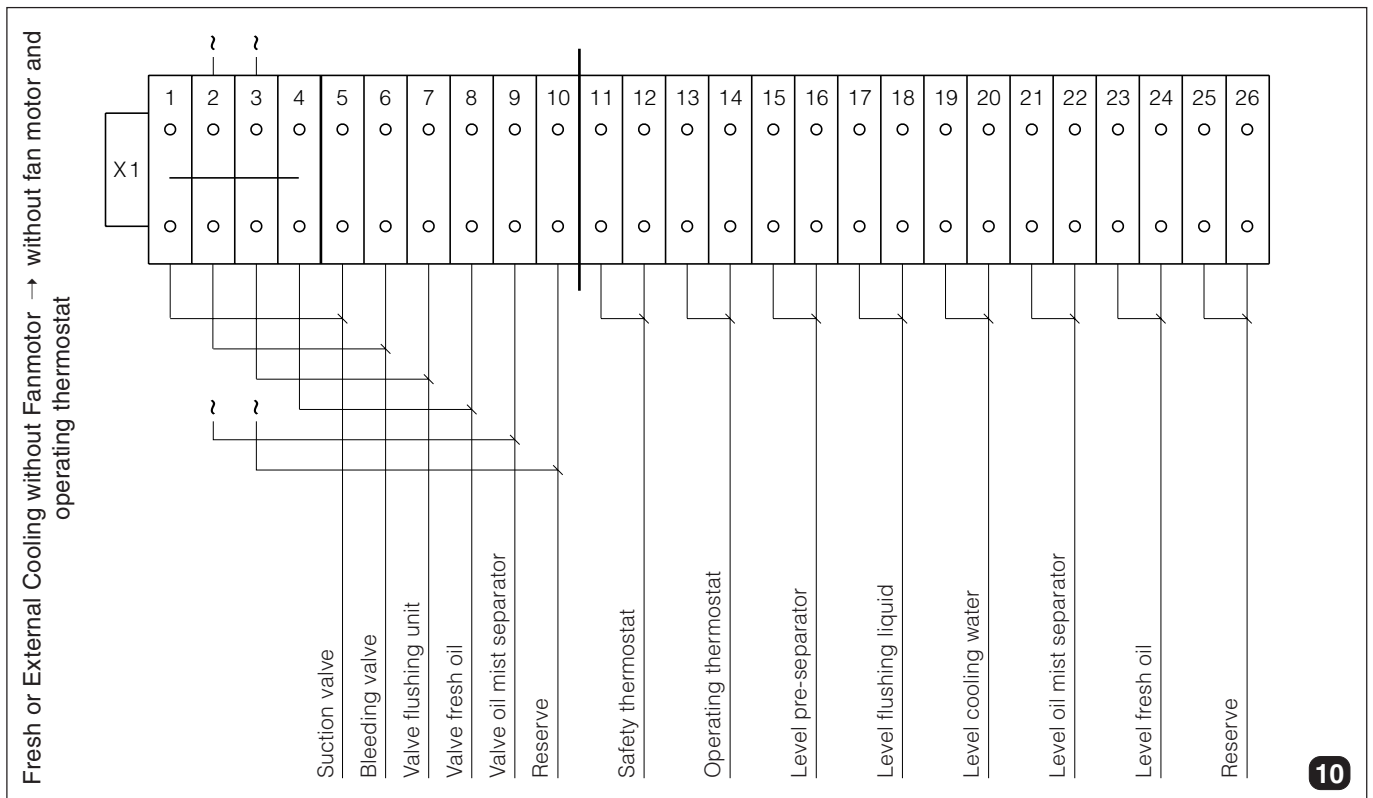 Fresh or External Cooling without Fanmotor → without fan motor and
operating thermostat
~ ~
1 2 3 4 5 6 7 8 9 10 11 12 13 14 15 16 17 18 19 20 21 22 23 24 25 26
X1
~ ~
Suction valve
Bleeding valve
Valve flushing unit
Valve fresh oil
Valve oil mist separator
Reserve
Safety thermostat
Operating thermostat
Level pre-separator
Level flushing liquid
Level cooling water
Level oil mist separator
Level fresh oil
Reserve
10